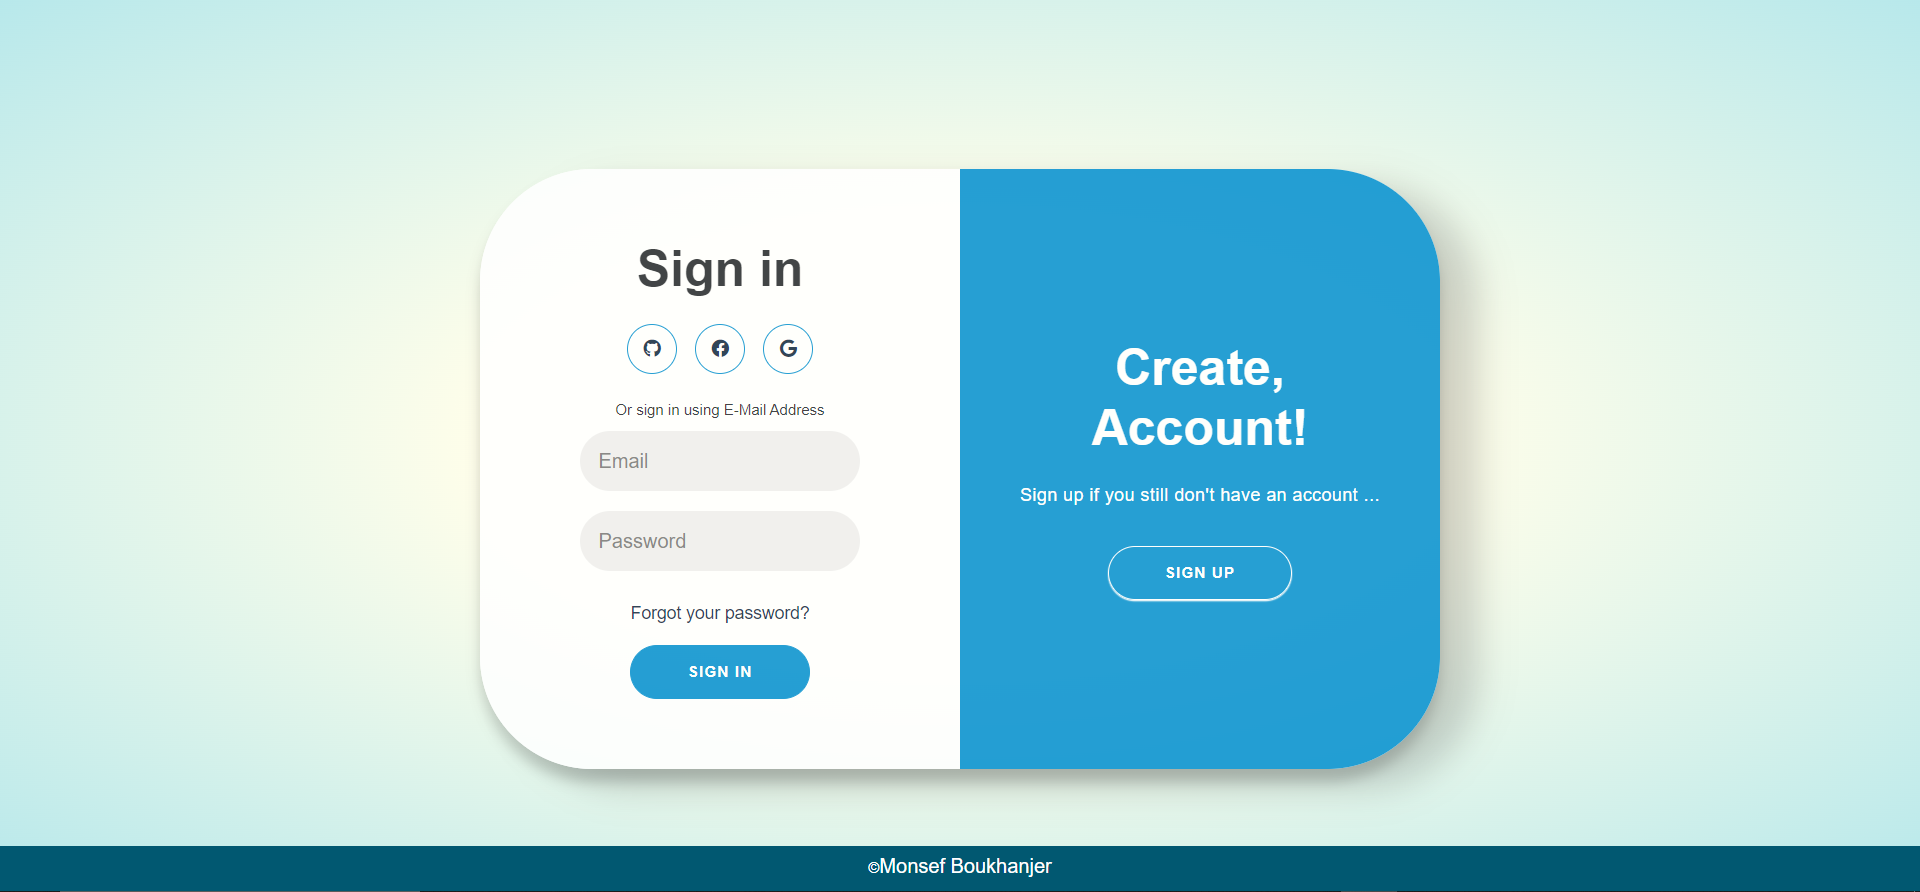 Sign in
Or sign in using E-Mail Address
Email
Password
Forgot your password?
SIGN IN
Create,
Account!
Sign up if you still don't have an account ...
SIGN UP
©Monsef Boukhanjer